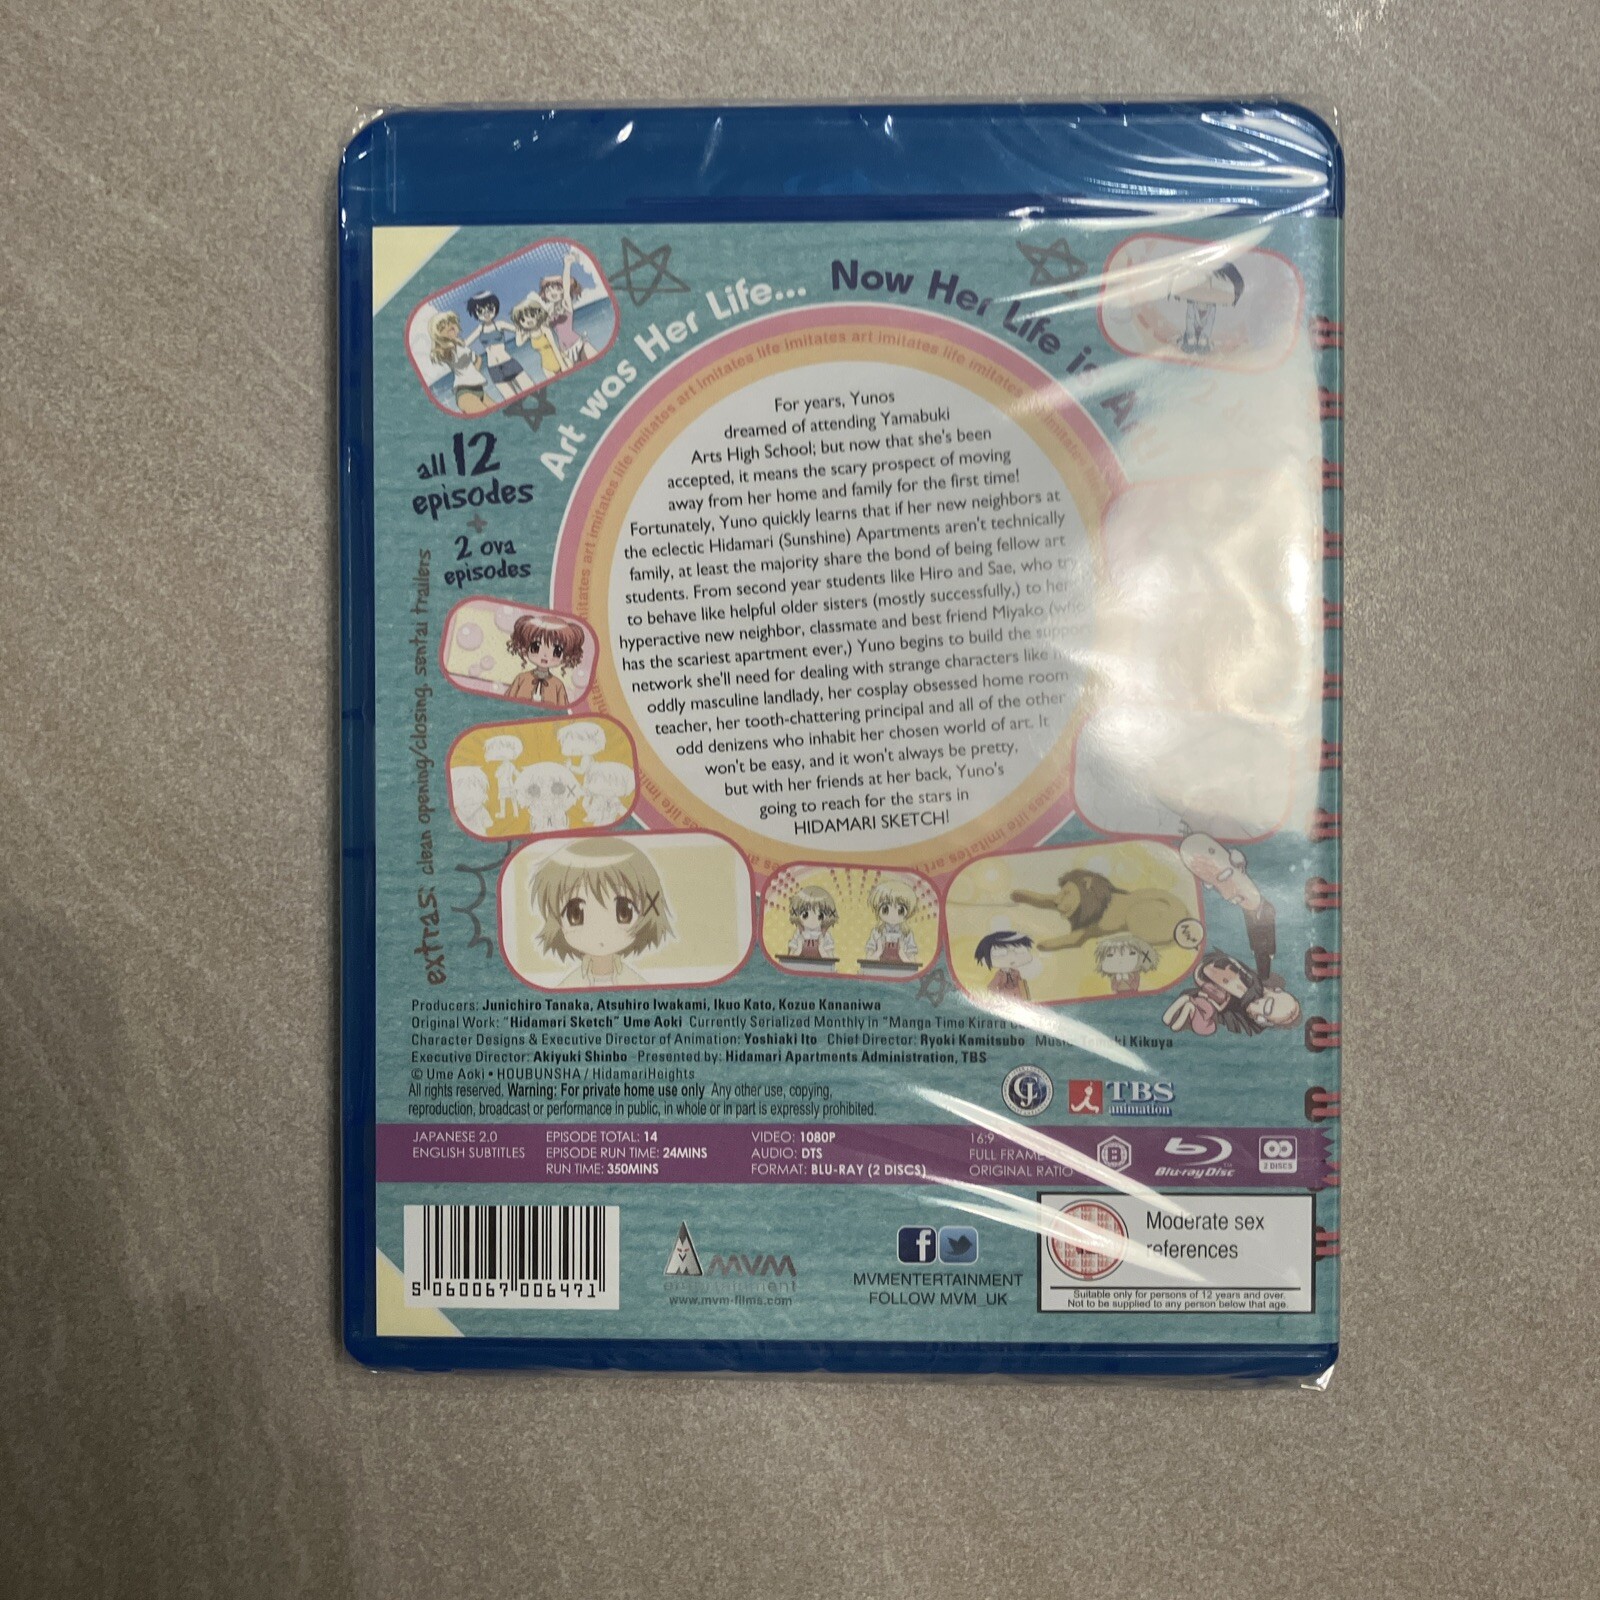 Art was Her Life... Now Her Life is
all 12
episodes
+
2 ova
episodes
extras: clean opening/closing, sentai trailers
art imitates life imitates art imitates life imitates
For years, Yunos
dreamed of attending Yamabuki
Arts High School; but now that she's been
accepted, it means the scary prospect of moving
away from her home and family for the first time!
Fortunately, Yuno quickly learns that if her new neighbors at
the eclectic Hidamari (Sunshine) Apartments aren't technically
family, at least the majority share the bond of being fellow art
students. From second year students like Hiro and Sae, who try
to behave like helpful older sisters (mostly successfully,) to her
hyperactive new neighbor, classmate and best friend Miyako (who
has the scariest apartment ever,) Yuno begins to build the support
network she'll need for dealing with strange characters like
oddly masculine landlady, her cosplay obsessed home room
teacher, her tooth-chattering principal and all of the other
odd denizens who inhabit her chosen world of art. It
won't be easy, and it won't always be pretty,
but with her friends at her back, Yuno's
going to reach for the stars in
HIDAMARI SKETCH!
Producers: Junichiro Tanaka, Atsuhiro Iwakami, Ikuo Kato, Kozue Kananiwa
Original Work: "Hidamari Sketch" Ume Aoki Currently Serialized Monthly in "Manga Time Kirara
Character Designs & Executive Director of Animation: Yoshiaki Ito Chief Director: Ryoki Kamitsubo Music: Tomoki Kikuya
Executive Director: Akiyuki Shinbo Presented by: Hidamari Apartments Administration, TBS
© Ume Aoki • HOUBUNSHA / HidamariHeights
All rights reserved. Warning: For private home use only. Any other use, copying,
reproduction, broadcast or performance in public, in whole or in part is expressly prohibited.
TBS
animation
JAPANESE 2.0
ENGLISH SUBTITLES
EPISODE TOTAL: 14
EPISODE RUN TIME: 24MINS
RUN TIME: 350MINS
VIDEO: 1080P
AUDIO: DTS
FORMAT: BLU-RAY (2 DISCS)
16:9
FULL FRAME
ORIGINAL RATIO
B
Blu-ray Disc
2 DISCS
5 060067 006471
MVM
entertainment
www.mvm-films.com
MVMENTERTAINMENT
FOLLOW MVM_UK
Moderate sex
references
Suitable only for persons of 12 years and over.
Not to be supplied to any person below that age.